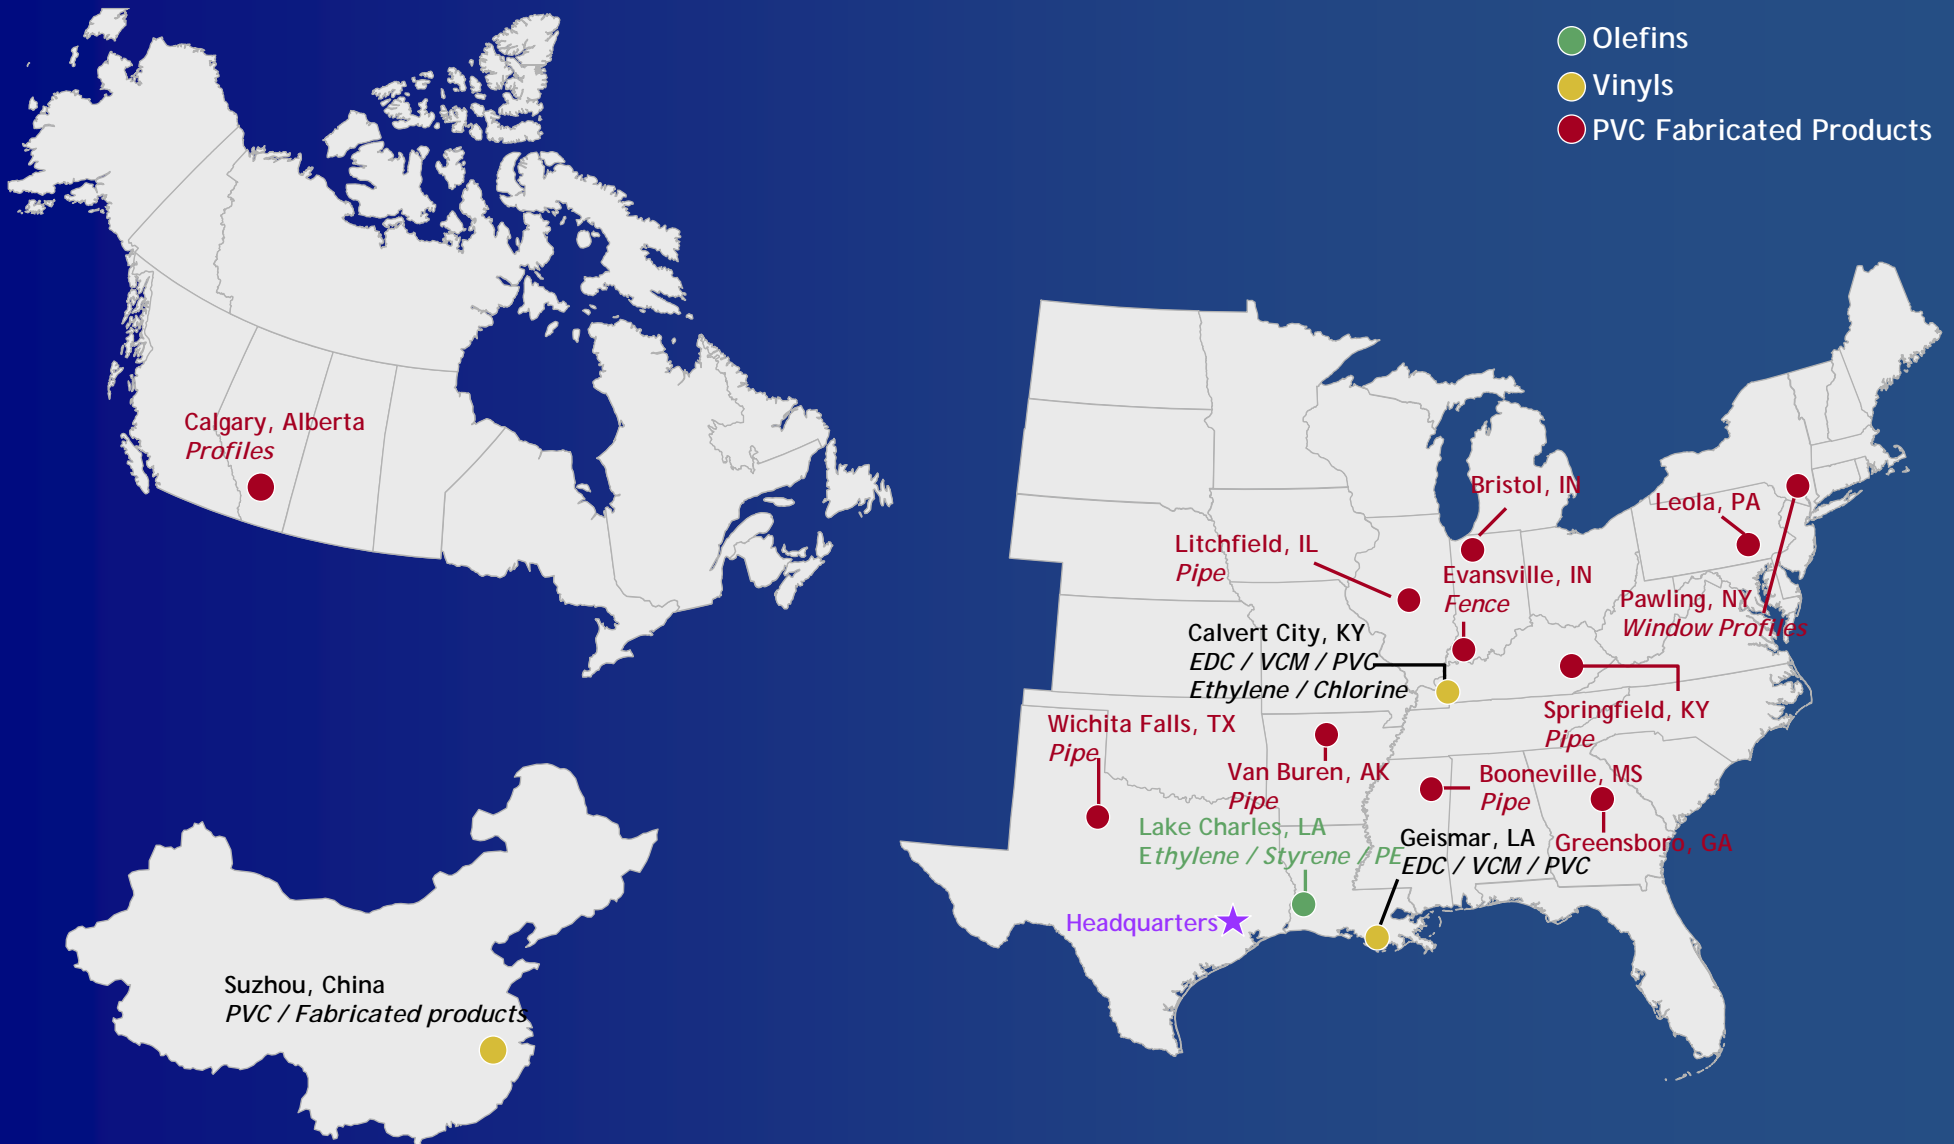 Olefins
Vinyls
PVC Fabricated Products
Calgary, Alberta
Profiles
Bristol, IN
Leola, PA
Litchfield, IL
Pipe
Evansville, IN
Fence
Pawling, NY
Window Profiles
Calvert City, KY
EDC / VCM / PVC
Ethylene / Chlorine
Springfield, KY
Pipe
Wichita Falls, TX
Pipe
Van Buren, AK
Pipe
Booneville, MS
Pipe
Lake Charles, LA
Ethylene / Styrene / PE
Geismar, LA
EDC / VCM / PVC
Greensboro, GA
Headquarters
Suzhou, China
PVC / Fabricated products